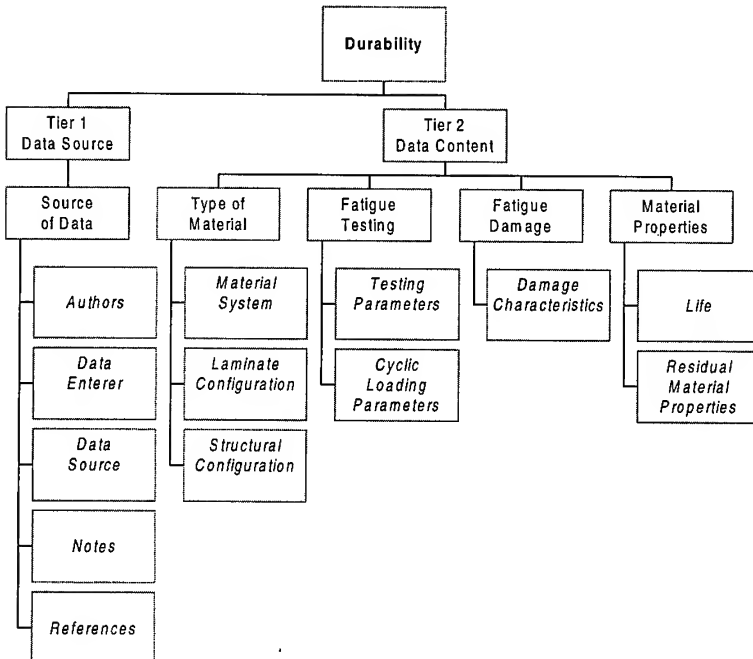 Durability
Tier 1
Data Source
Tier 2
Data Content
Source
of Data
Type of
Material
Fatigue
Testing
Fatigue
Damage
Material
Properties
Authors
Data
Enterer
Data
Source
Notes
References
Material
System
Laminate
Configuration
Structural
Configuration
Testing
Parameters
Cyclic
Loading
Parameters
Damage
Characteristics
Life
Residual
Material
Properties